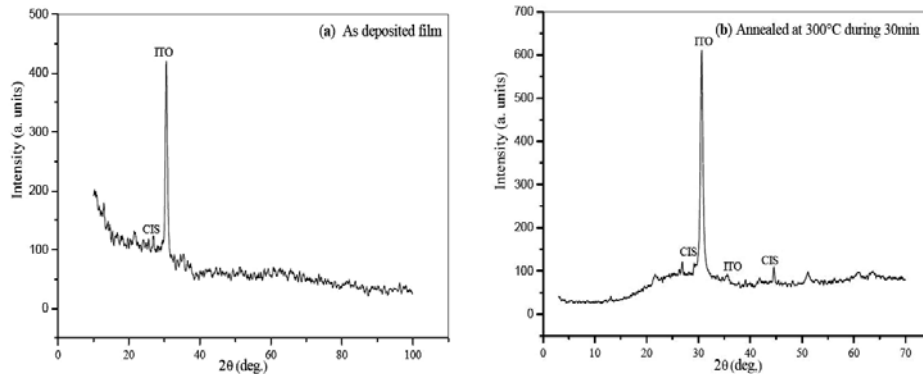 (a) As deposited film
500
400
300
200
100
0
Intensity (a. units)
ITO
CIS
0 20 40 60 80 100
2θ (deg.)
(b) Annealed at 300°C during 30min
700
600
500
400
300
200
100
0
Intensity (a. units)
ITO
CIS
ITO
CIS
0 10 20 30 40 50 60 70
2θ (deg.)